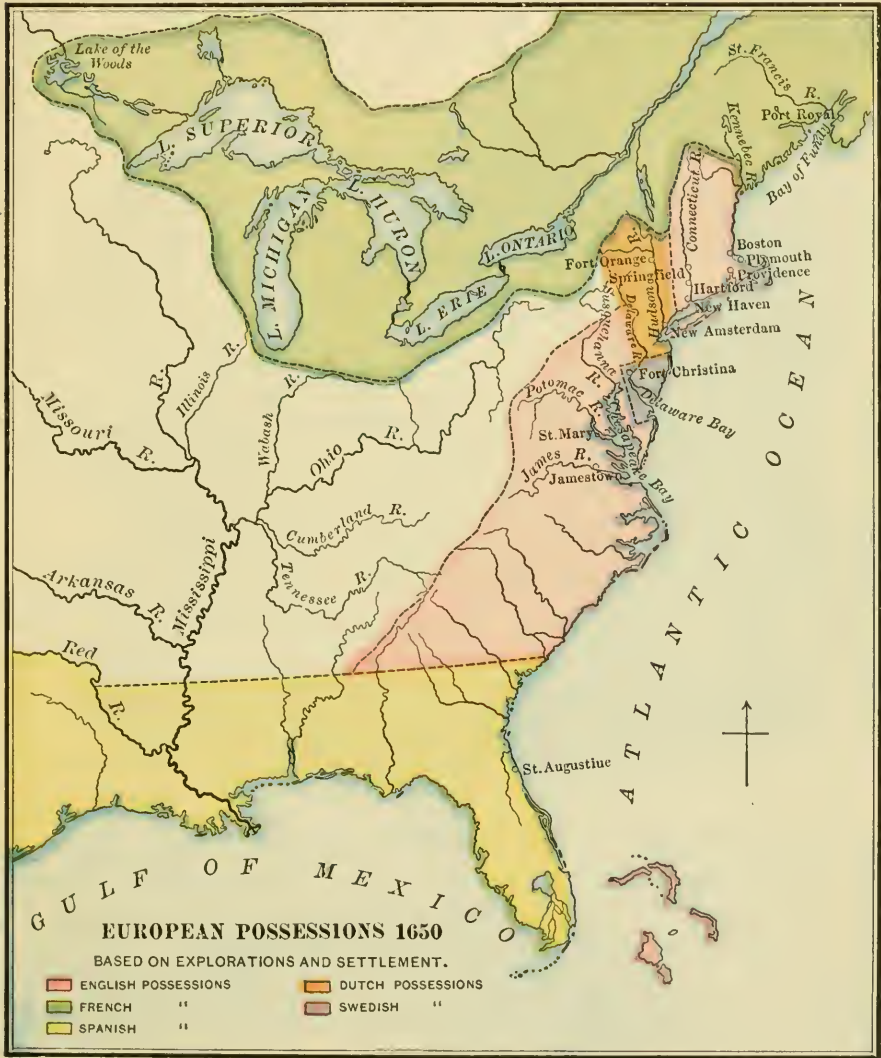 Lake of the
Woods
L. SUPERIOR
L. MICHIGAN
L. HURON
L. ONTARIO
L. ERIE
St. Francis R.
Port Royal
Kennebec R.
Bay of Fundy
Connecticut R.
Boston
Plymouth
Providence
Fort Orange
Springfield
Hartford
New Haven
Hudson R.
New Amsterdam
Susquehanna R.
Delaware R.
Fort Christina
Delaware Bay
Potomac R.
St. Marys
Chesapeake Bay
James R.
Jamestown
Illinois R.
R.
Missouri R.
Wabash R.
Ohio R.
Cumberland R.
Tennessee R.
Mississippi
Arkansas R.
Red R.
St. Augustine
ATLANTIC OCEAN
GULF OF MEXICO
EUROPEAN POSSESSIONS 1650
BASED ON EXPLORATIONS AND SETTLEMENT.
ENGLISH POSSESSIONS
FRENCH "
SPANISH "
DUTCH POSSESSIONS
SWEDISH "